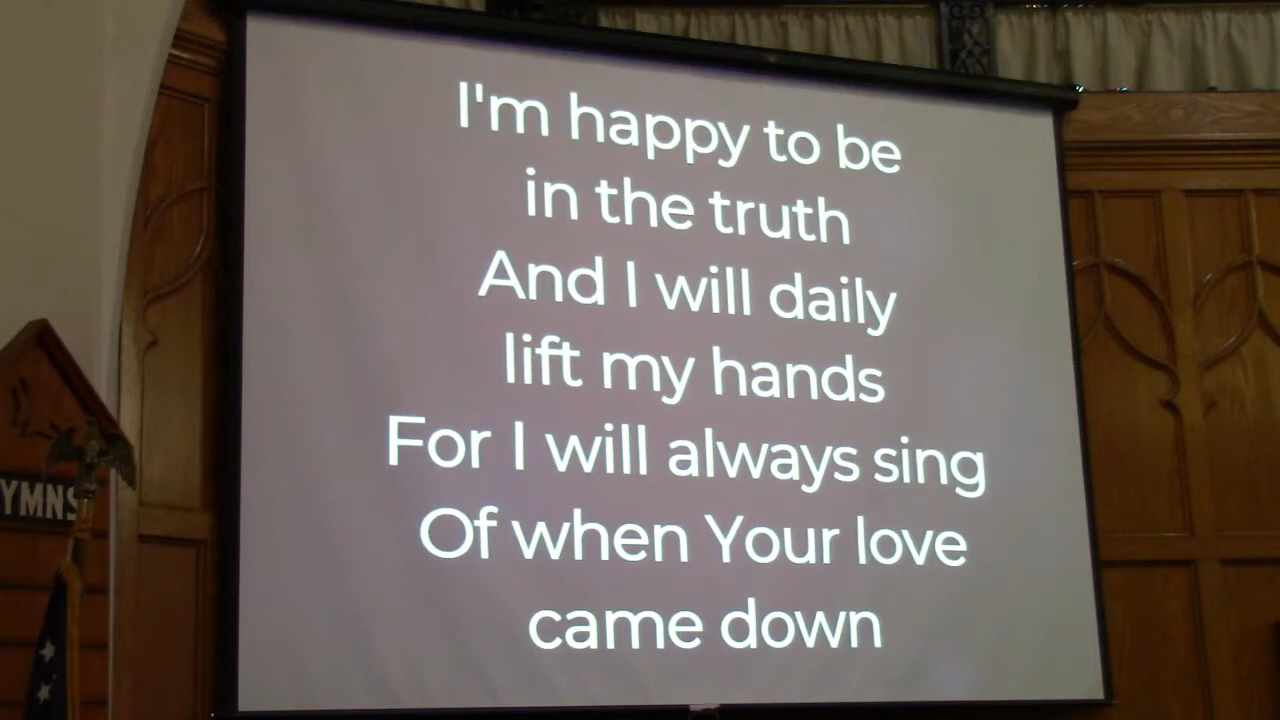 I'm happy to be
in the truth
And I will daily
lift my hands
For I will always sing
Of when Your love
came down
YMNS